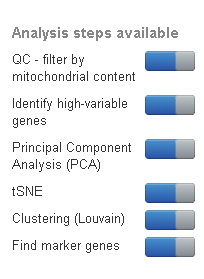 Analysis steps available
QC - filter by
mitochondrial content
Identify high-variable
genes
Principal Component
Analysis (PCA)
tSNE
Clustering (Louvain)
Find marker genes